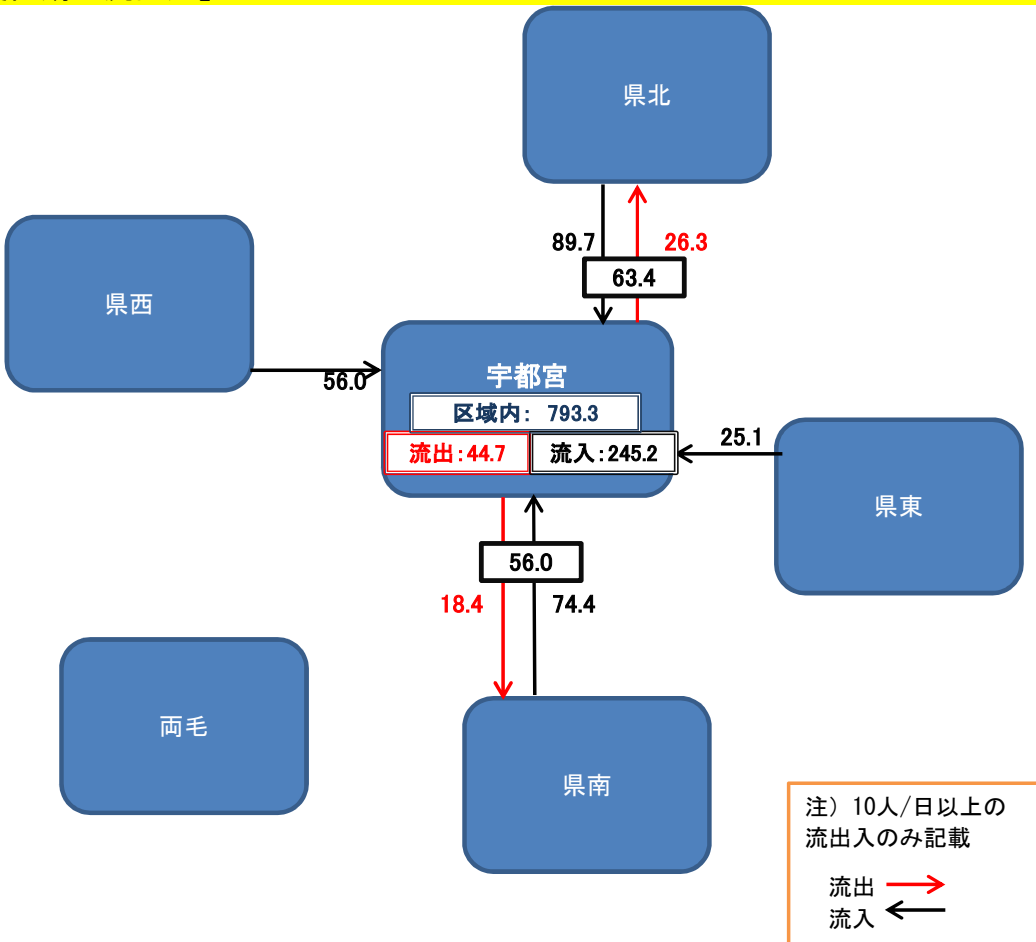 県北
県西
89.7
26.3
63.4
56.0
宇都宮
区域内： 793.3
流出：44.7
流入：245.2
25.1
県東
56.0
18.4
74.4
両毛
県南
注）10人/日以上の
流出入のみ記載
流出
流入